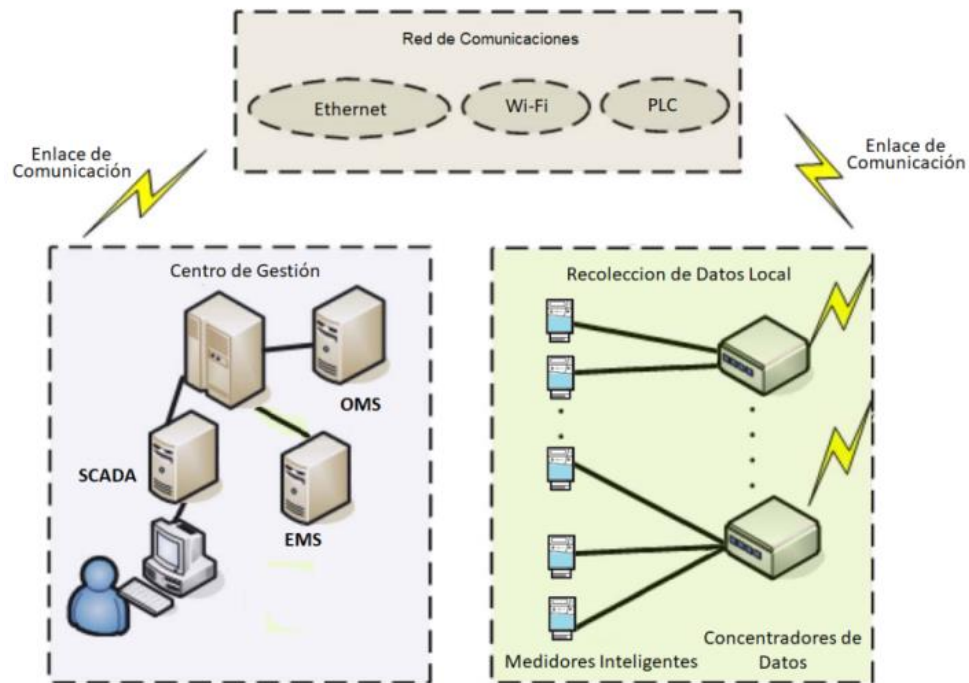 Red de Comunicaciones
Ethernet
Wi-Fi
PLC
Enlace de
Comunicación
Enlace de
Comunicación
Centro de Gestión
OMS
SCADA
EMS
Recoleccion de Datos Local
Medidores Inteligentes
Concentradores de
Datos